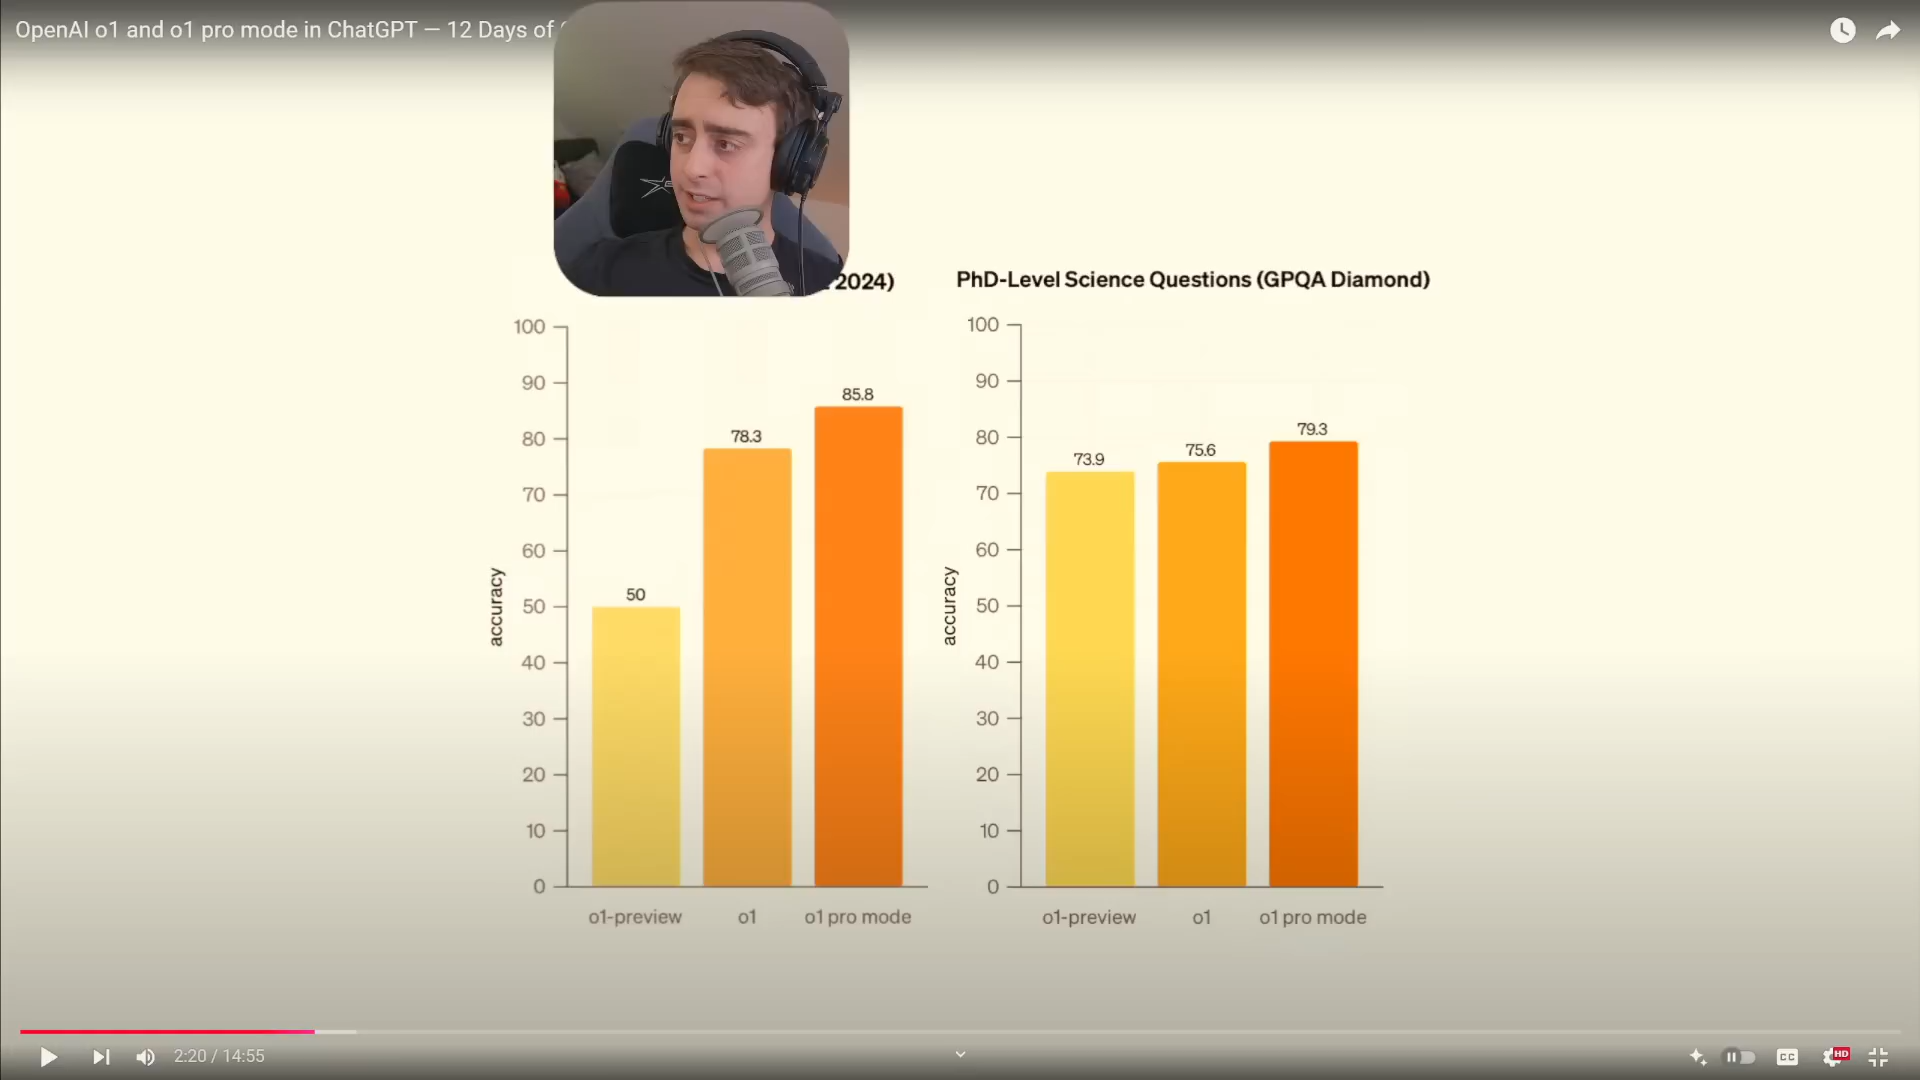 OpenAI o1 and o1 pro mode in ChatGPT — 12 Days of
2024)
100
90
80
70
60
50
40
30
20
10
0
accuracy
50
78.3
85.8
o1-preview
o1
o1 pro mode
PhD-Level Science Questions (GPQA Diamond)
100
90
80
70
60
50
40
30
20
10
0
accuracy
73.9
75.6
79.3
o1-preview
o1
o1 pro mode
2:20 / 14:55
CC
HD